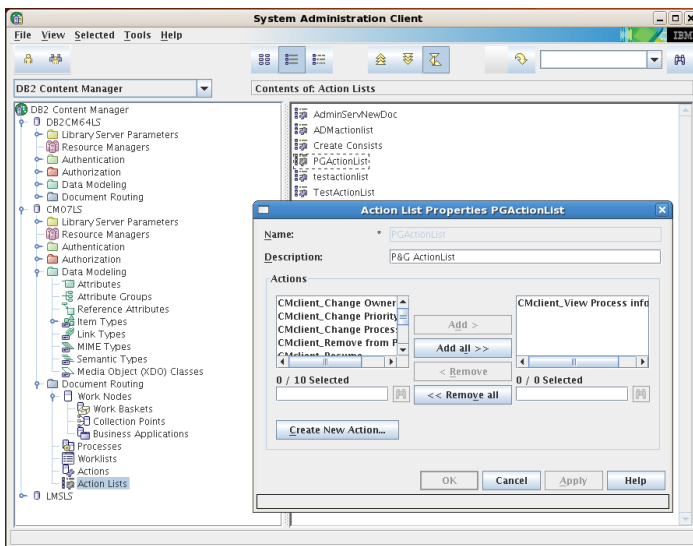 System Administration Client
File View Selected Tools Help
IBM
DB2 Content Manager
Contents of: Action Lists
DB2 Content Manager
DB2CM64LS
Library Server Parameters
Resource Managers
Authentication
Authorization
Data Modeling
Document Routing
CM07LS
Library Server Parameters
Resource Managers
Authentication
Authorization
Data Modeling
Attributes
Attribute Groups
Reference Attributes
Item Types
Link Types
MIME Types
Semantic Types
Media Object (XDO) Classes
Document Routing
Work Nodes
Work Baskets
Collection Points
Business Applications
Processes
Worklists
Actions
Action Lists
LMSLS
AdminServNewDoc
ADMactionlist
Create Consists
PGActionList
testactionlist
TestActionList
Action List Properties PGActionList
Name: * PGActionList
Description: P&G ActionList
Actions
CMclient_Change Owner
CMclient_Change Priority
CMclient_Change Proces
CMclient_Remove from P
CMclient_Resume
0 / 10 Selected
Add >
Add all >>
< Remove
<< Remove all
CMclient_View Process info
0 / 0 Selected
Create New Action...
OK Cancel Apply Help